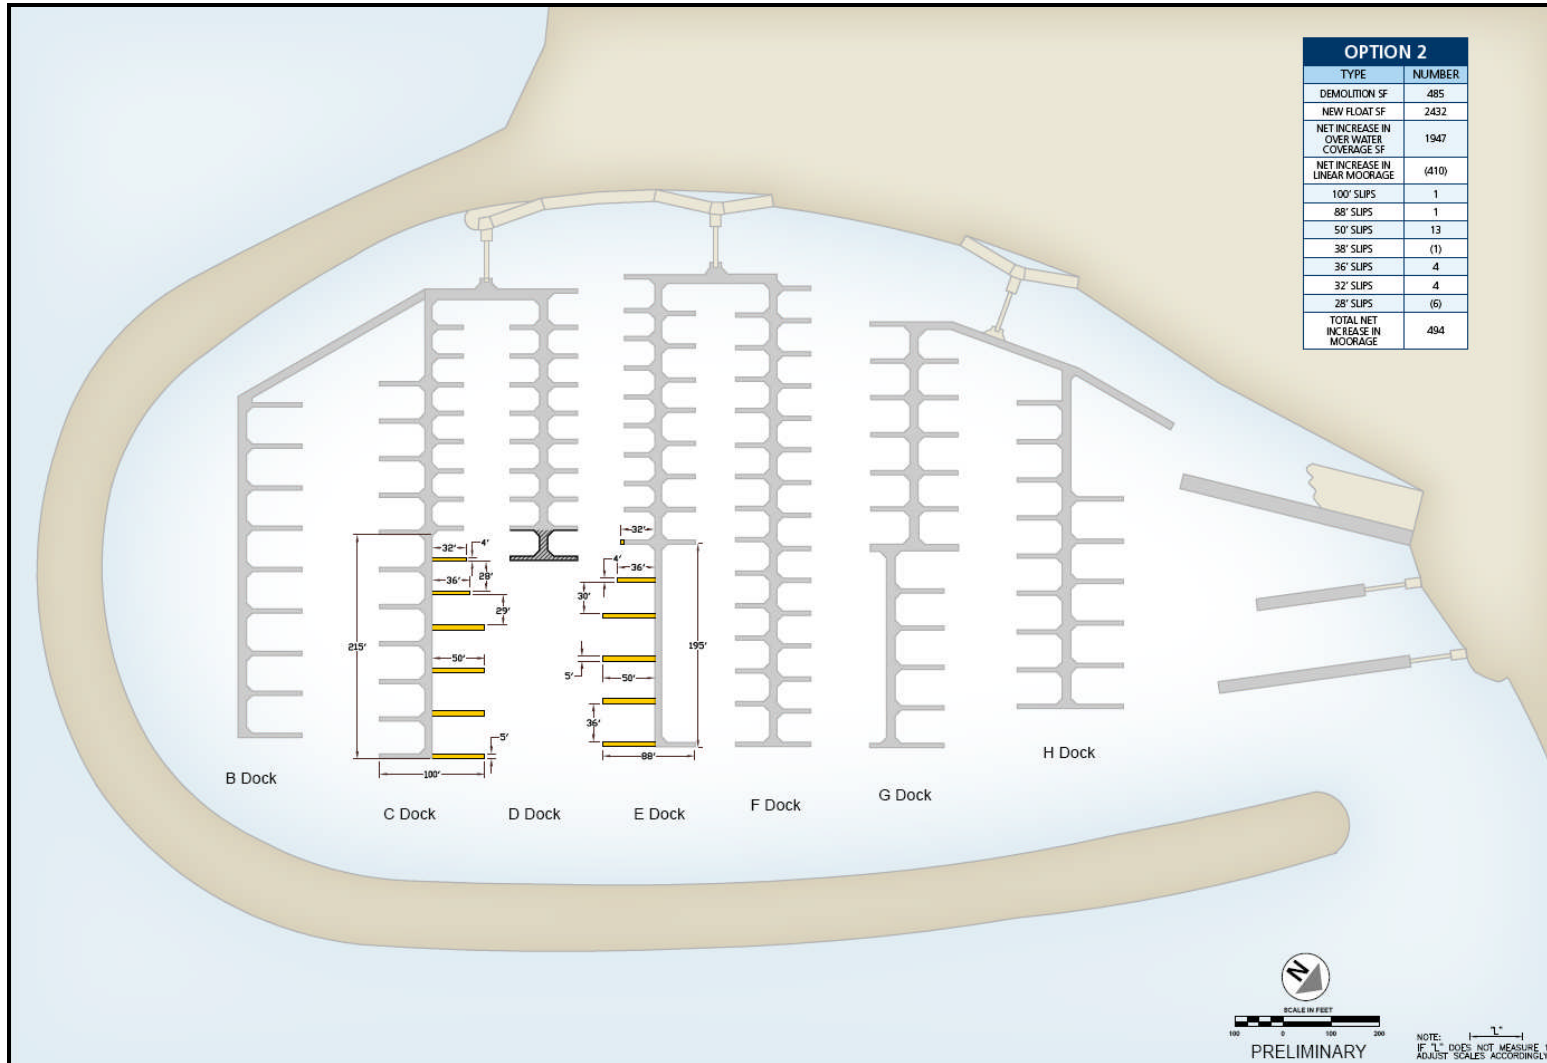 OPTION 2
TYPE NUMBER
DEMOLITION SF 485
NEW FLOAT SF 2432
NET INCREASE IN
OVER WATER
COVERAGE SF 1947
NET INCREASE IN
LINEAR MOORAGE (410)
100' SLIPS 1
88' SLIPS 1
50' SLIPS 13
38' SLIPS (1)
36' SLIPS 4
32' SLIPS 4
28' SLIPS (6)
TOTAL NET
INCREASE IN
MOORAGE 494
32'
4'
36'
28'
29'
215'
50'
5'
100'
32'
4'
36'
30'
195'
5'
50'
36'
88'
B Dock
C Dock
D Dock
E Dock
F Dock
G Dock
H Dock
N
SCALE IN FEET
100 0 100 200
PRELIMINARY
NOTE: "L"
IF "L" DOES NOT MEASURE
ADJUST SCALES ACCORDINGLY